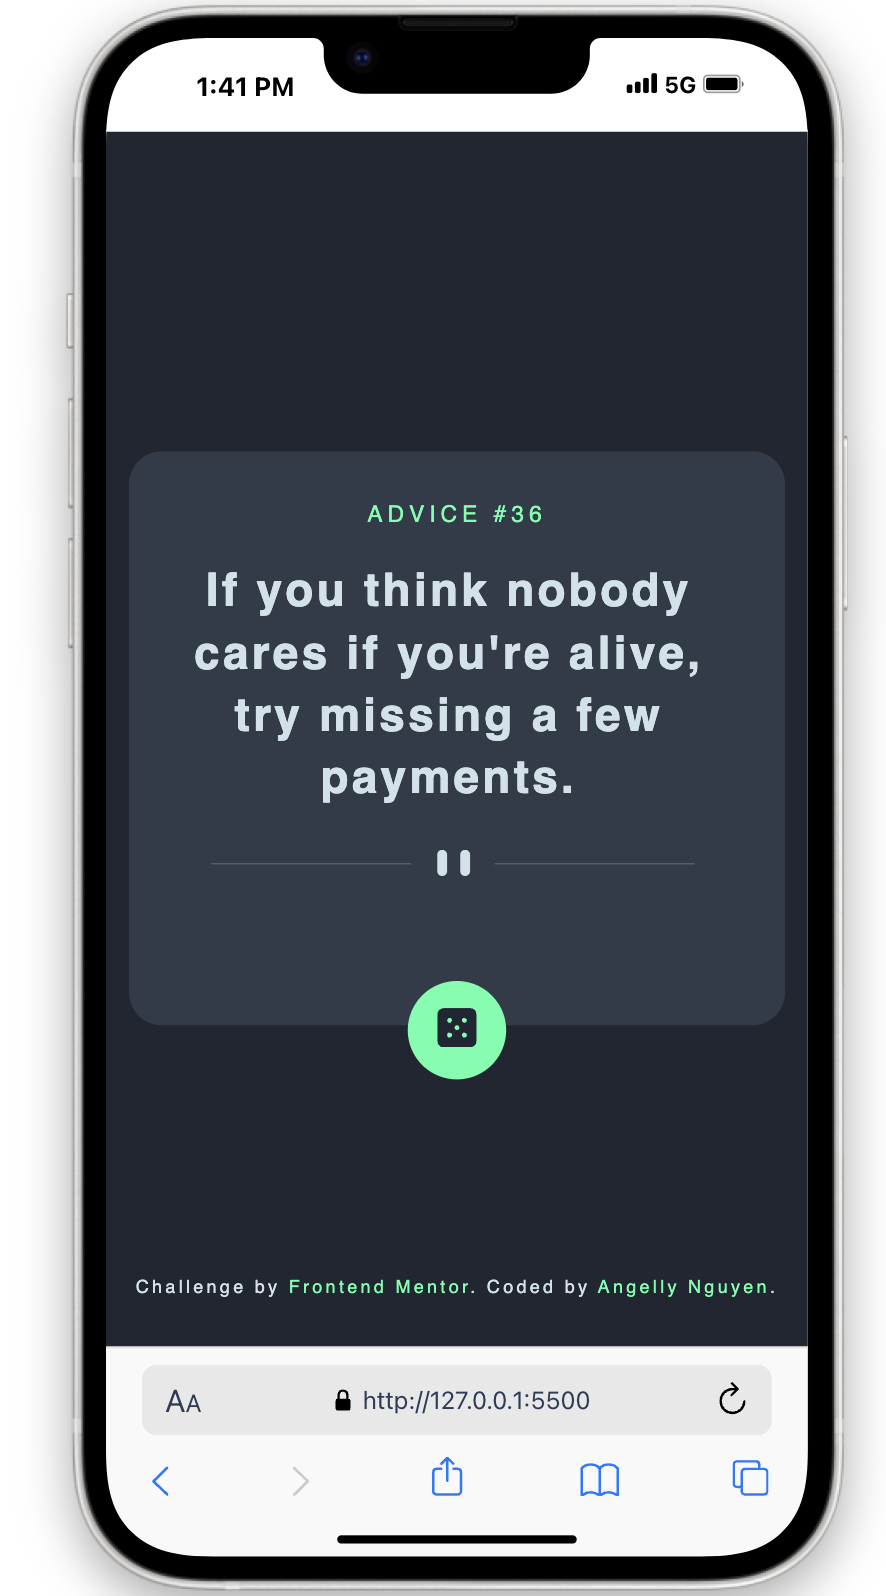 1:41 PM
5G
ADVICE #36
If you think nobody
cares if you're alive,
try missing a few
payments.
Challenge by Frontend Mentor. Coded by Angelly Nguyen.
AA
http://127.0.0.1:5500